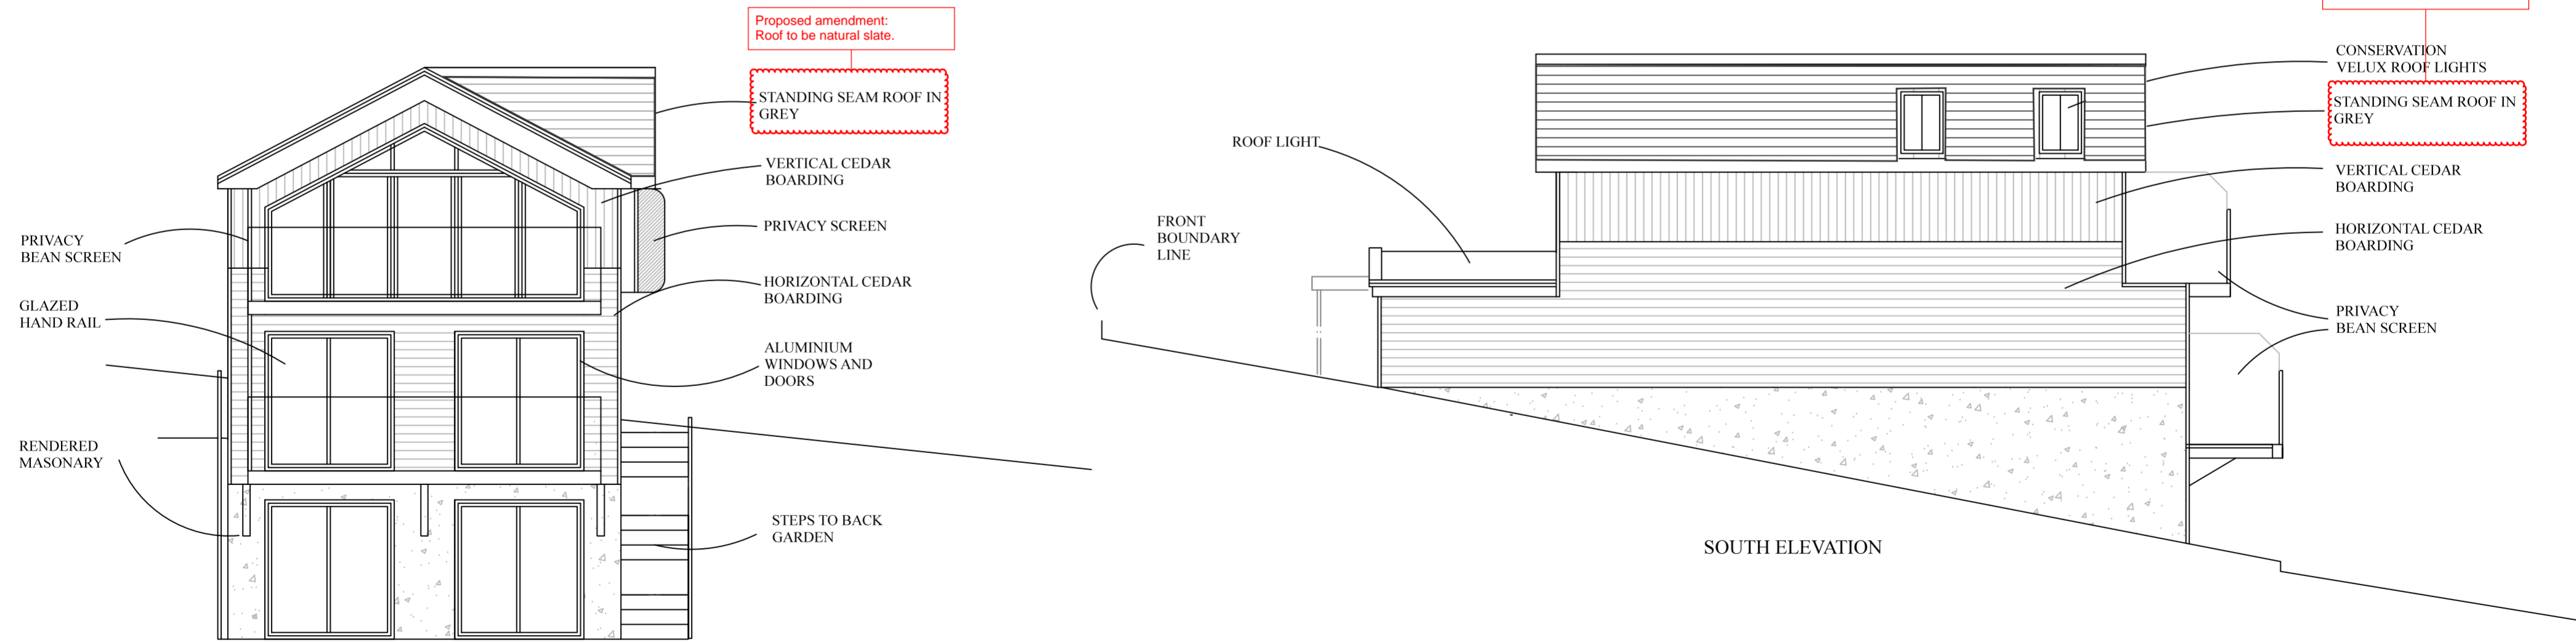 Proposed amendment:
Roof to be natural slate.
STANDING SEAM ROOF IN
GREY
VERTICAL CEDAR
BOARDING
PRIVACY SCREEN
PRIVACY
BEAN SCREEN
HORIZONTAL CEDAR
BOARDING
GLAZED
HAND RAIL
ALUMINIUM
WINDOWS AND
DOORS
RENDERED
MASONARY
STEPS TO BACK
GARDEN
CONSERVATION
VELUX ROOF LIGHTS
STANDING SEAM ROOF IN
GREY
ROOF LIGHT
VERTICAL CEDAR
BOARDING
FRONT
BOUNDARY
LINE
HORIZONTAL CEDAR
BOARDING
PRIVACY
BEAN SCREEN
SOUTH ELEVATION